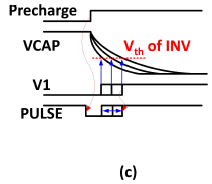 Precharge
VCAP
Vth of INV
V1
PULSE
(c)